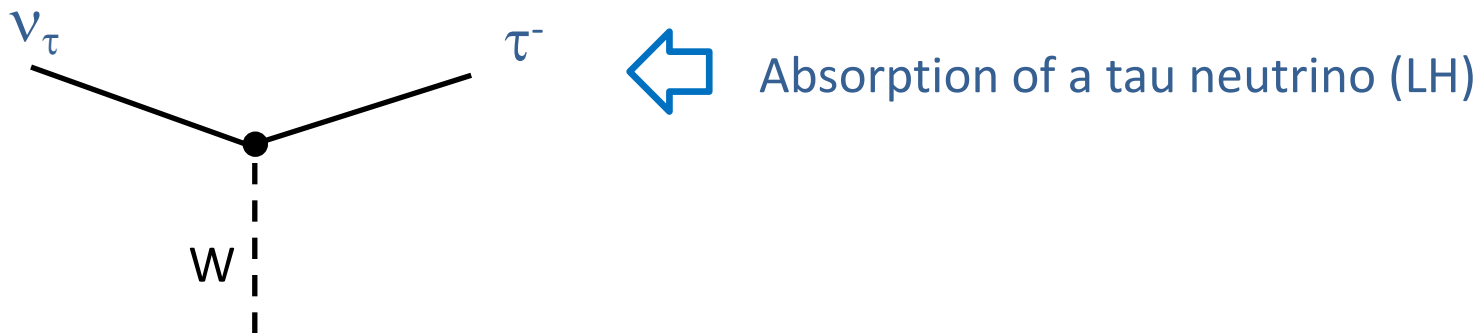 ντ
τ-
Absorption of a tau neutrino (LH)
W